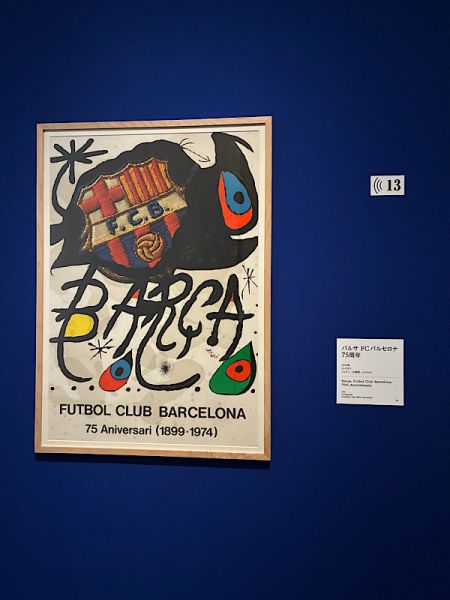 F.C.B.
BARÇA
FUTBOL CLUB BARCELONA
75 Aniversari (1899-1974)
13
バルサ FCバルセロナ
75周年
Barça, Futbol Club Barcelona,
75th Anniversary